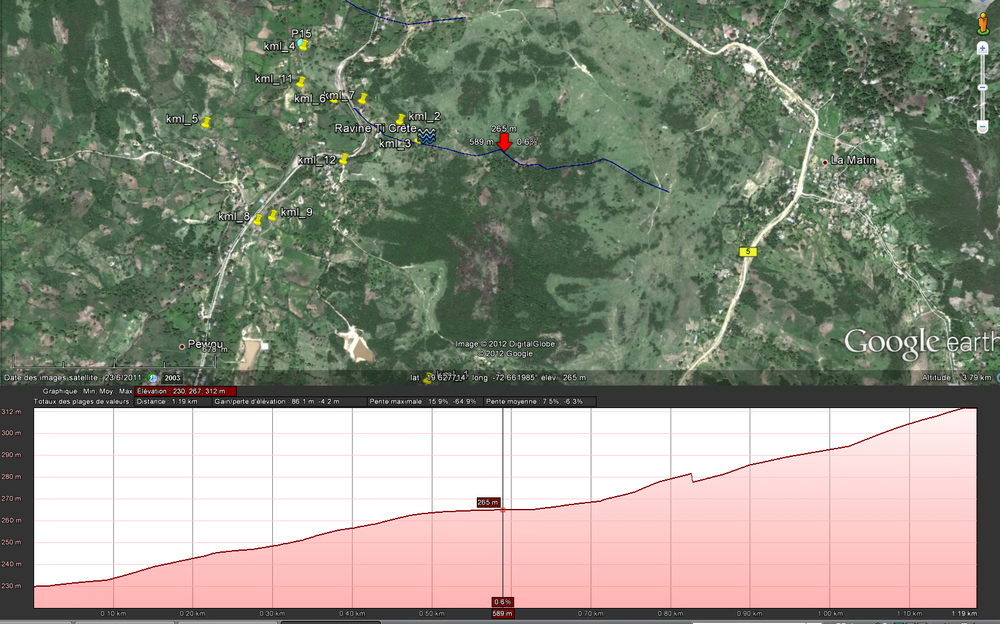 P15
kml_4
kml_11
kml_6
kml_7
kml_5
kml_2
Ravine Ti Crête
kml_3
265 m
589 m 0.6%
kml_12
La Matin
kml_8
kml_9
5
Pewou
678 m
Image © 2012 DigitalGlobe
© 2012 Google
Google earth
kml_1
Date des images satellite : 23/6/2011 2003
lat 19.627714° long -72.661985° élév. 265 m
Altitude 3.79 km
Graphique : Min, Moy., Max Élévation : 230, 267, 312 m
Totaux des plages de valeurs : Distance : 1.19 km Gain/perte d'élévation : 86.1 m, -4.2 m Pente maximale : 15.9%, -64.9% Pente moyenne : 7.5%, -6.3%
312 m
300 m
290 m
280 m
270 m
265 m
260 m
250 m
240 m
230 m
0.6%
0.10 km 0.20 km 0.30 km 0.40 km 0.50 km 589 m 0.70 km 0.80 km 0.90 km 1.00 km 1.10 km 1.19 km